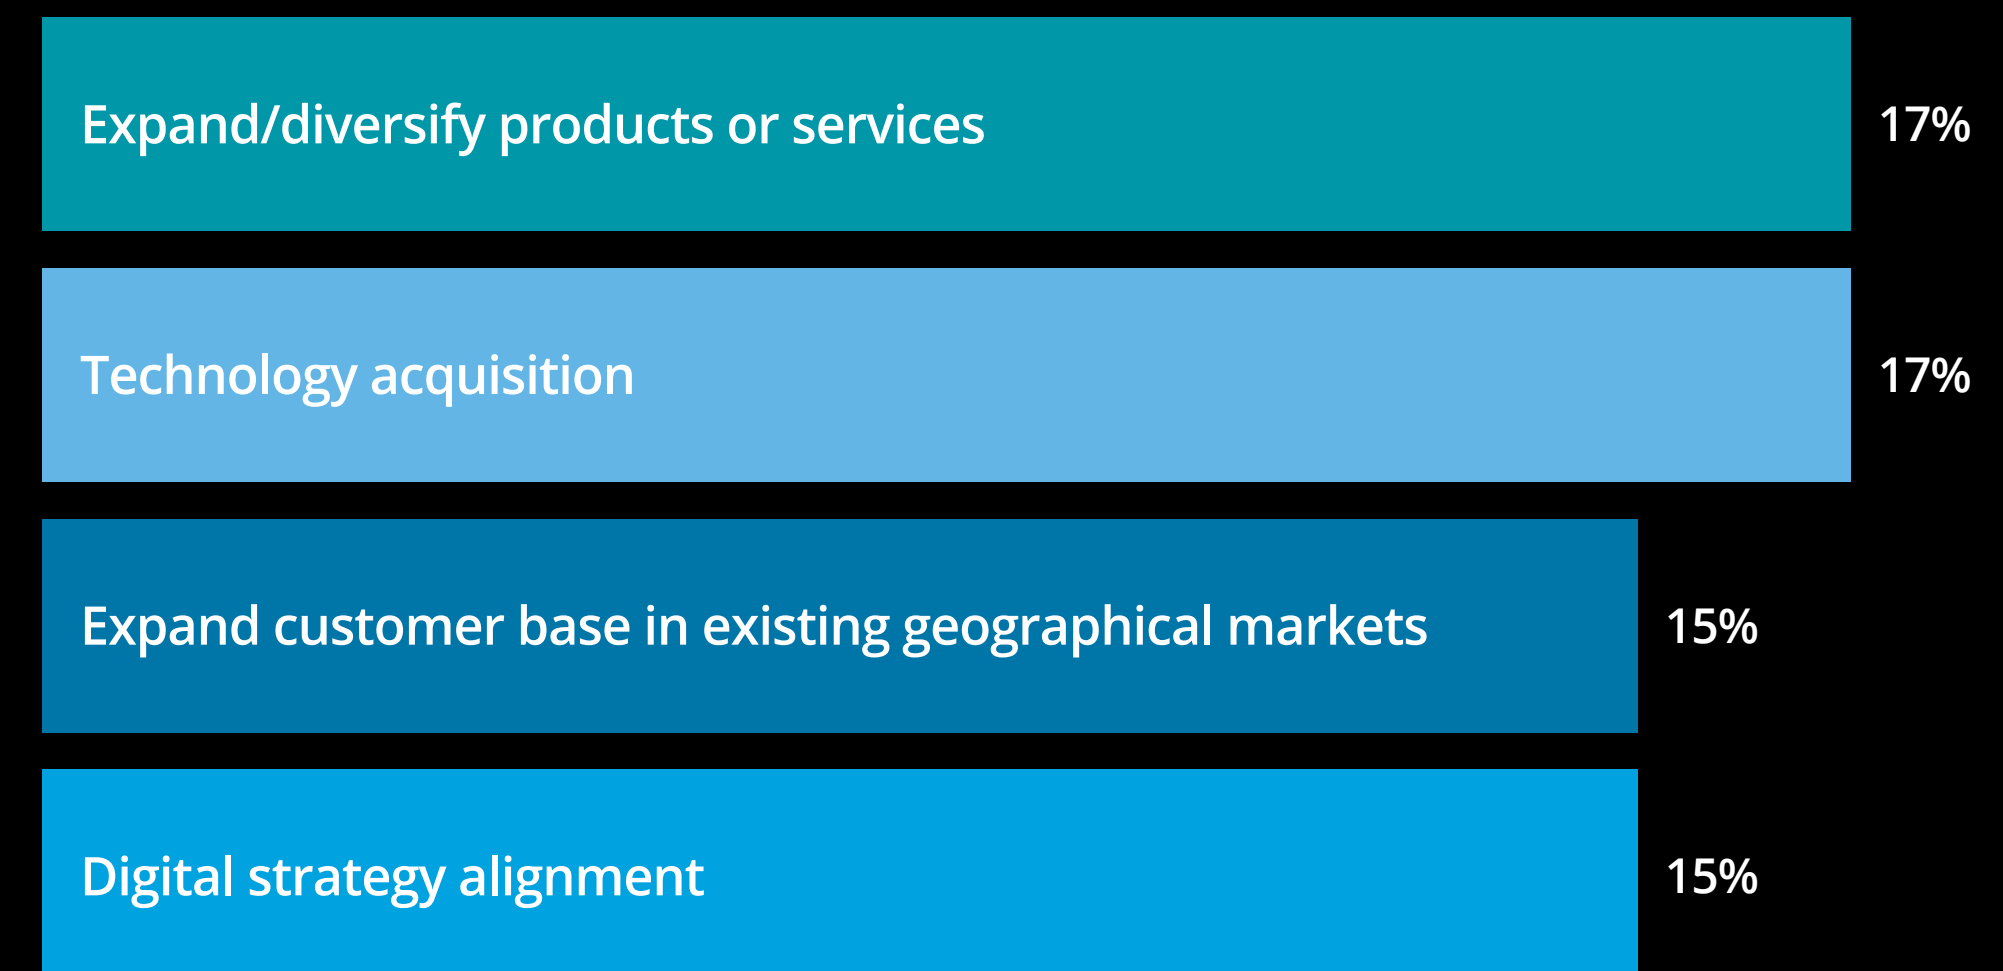 Expand/diversify products or services 17%
Technology acquisition 17%
Expand customer base in existing geographical markets 15%
Digital strategy alignment 15%